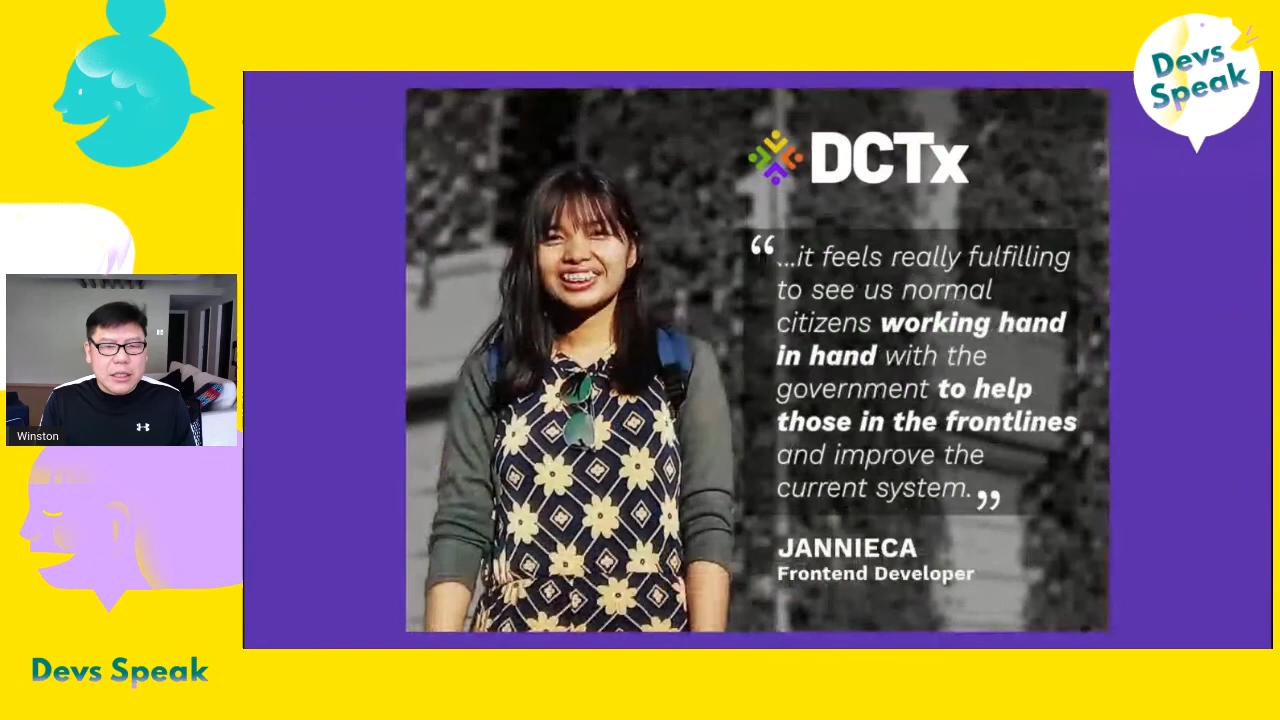 Devs
Speak
DCTx
“...it feels really fulfilling
to see us normal
citizens working hand
in hand with the
government to help
those in the frontlines
and improve the
current system.”
JANNIECA
Frontend Developer
Winston
Devs Speak